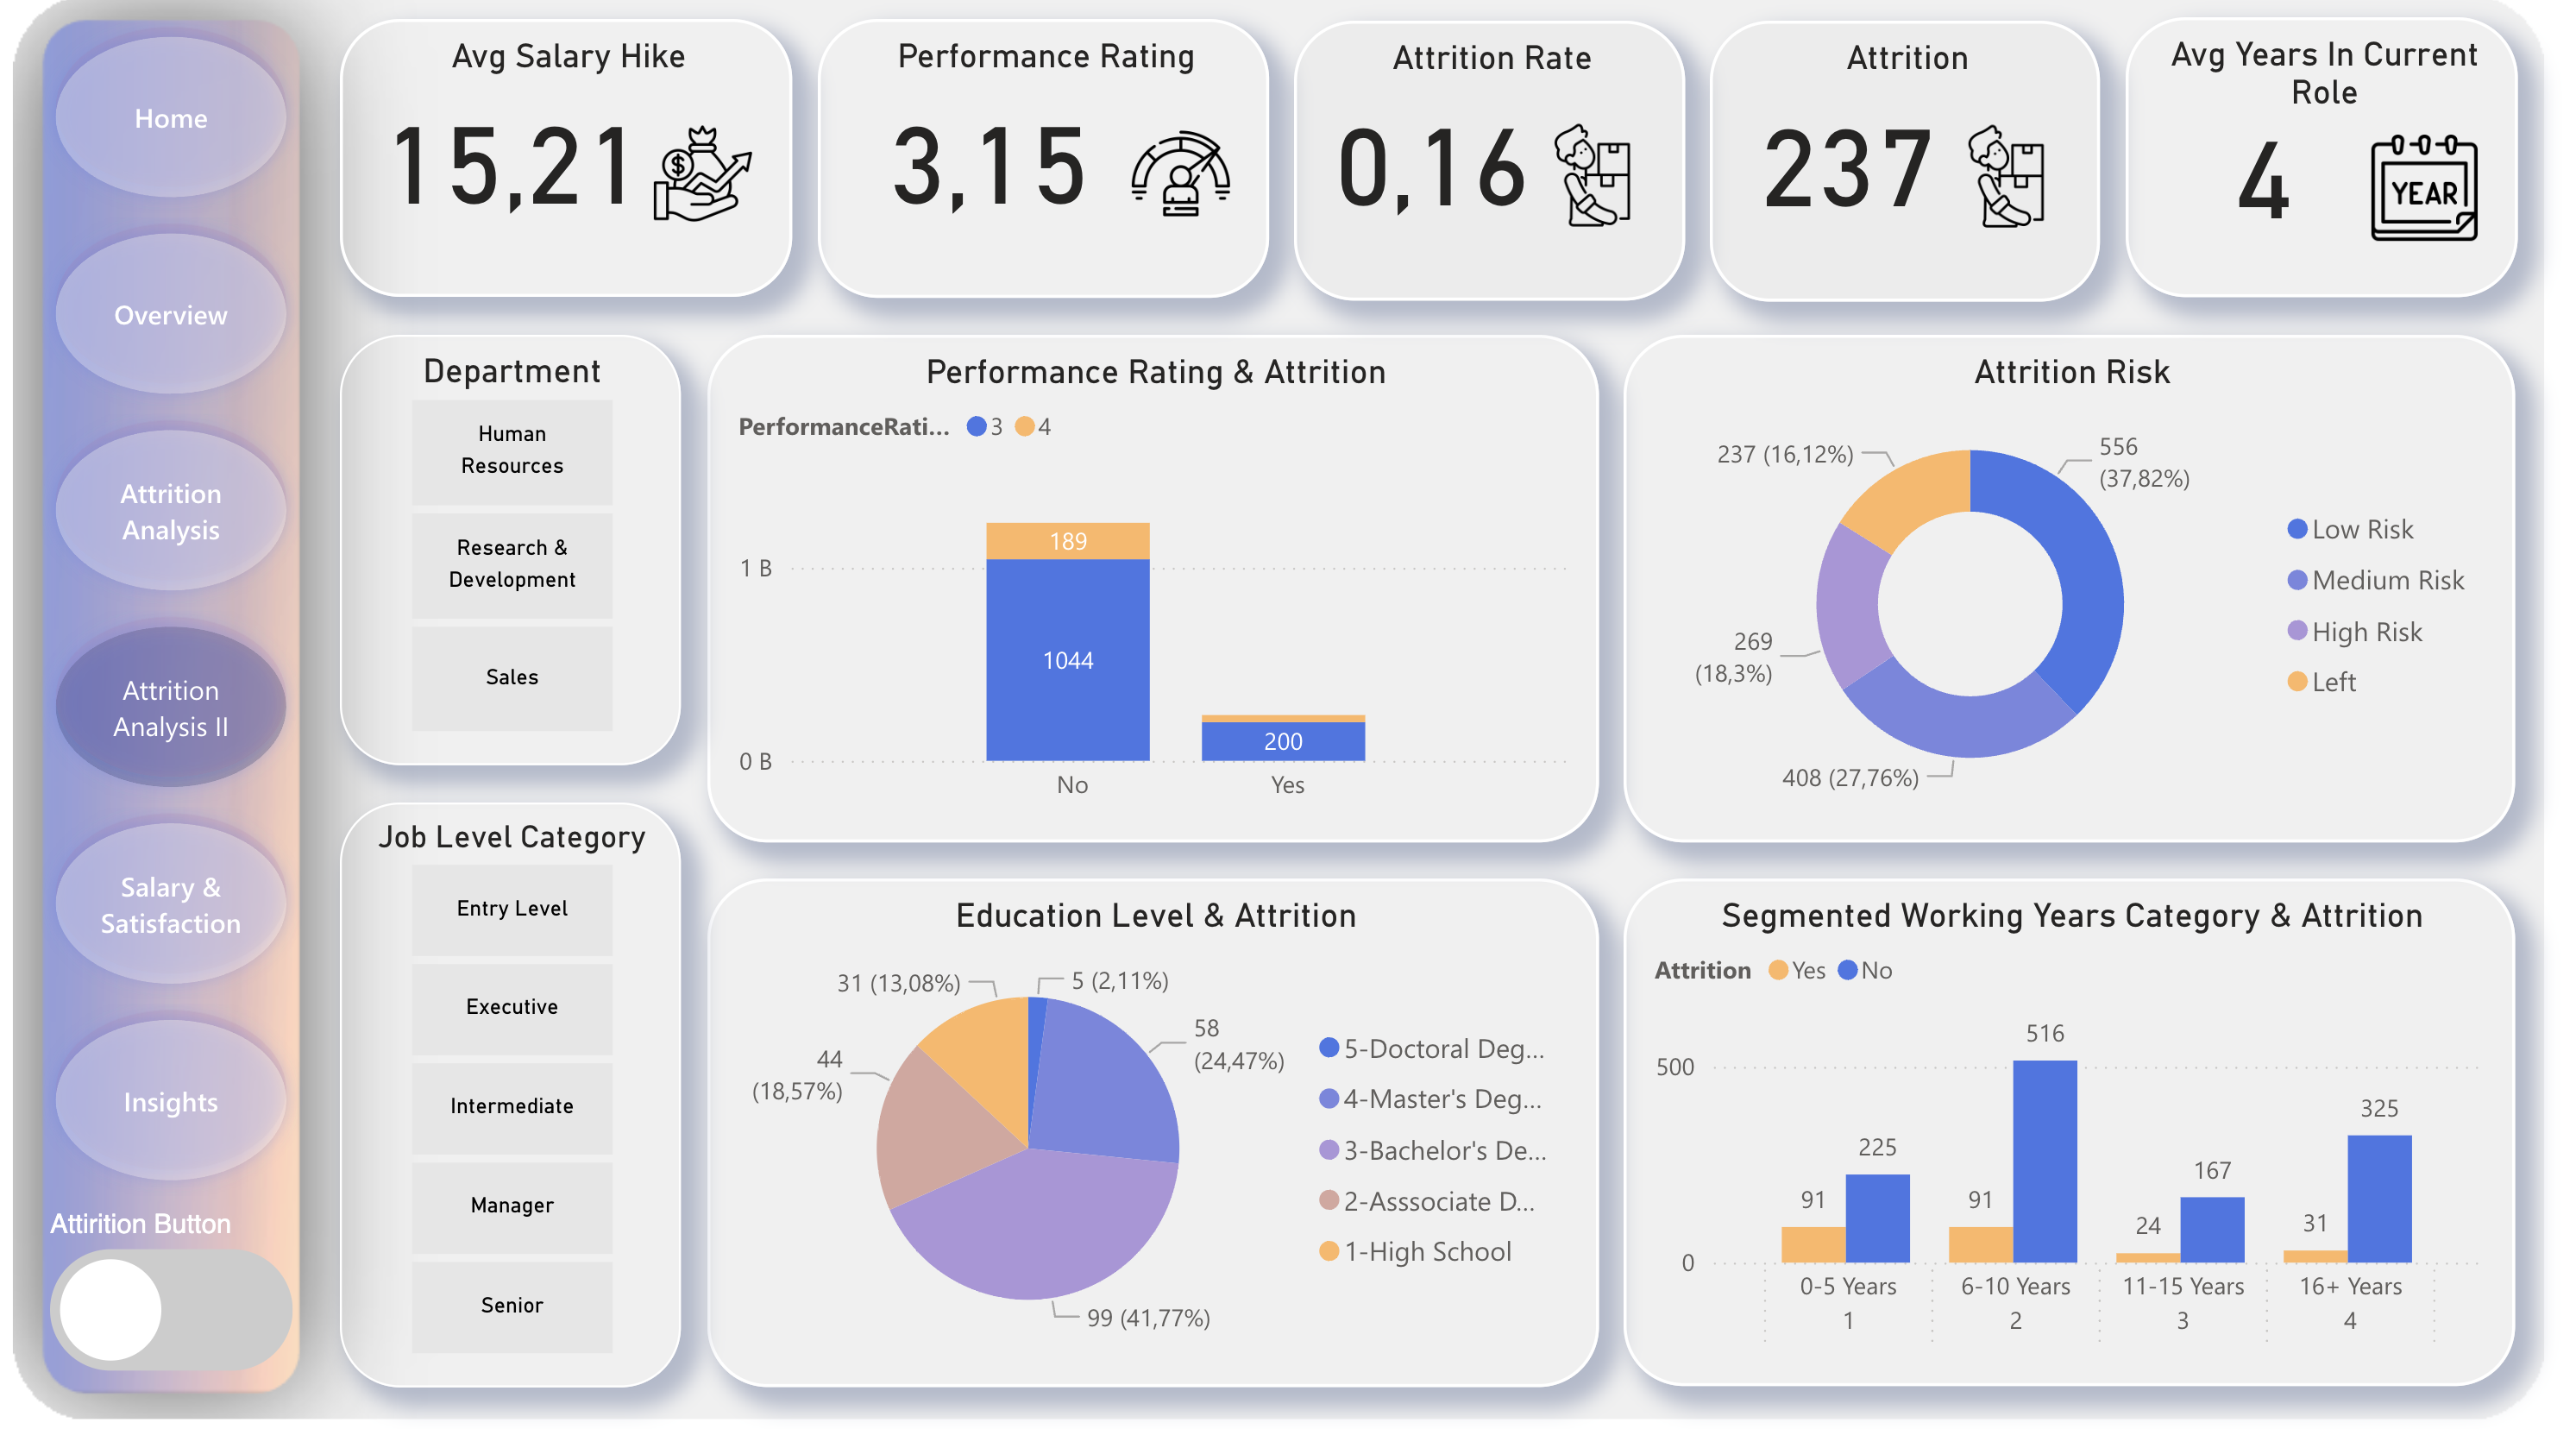 Home
Overview
Attrition
Analysis
Attrition
Analysis II
Salary &
Satisfaction
Insights
Attirition Button
Avg Salary Hike
15,21
Performance Rating
3,15
Attrition Rate
0,16
Attrition
237
Avg Years In Current
Role
4
YEAR
Department
Human
Resources
Research &
Development
Sales
Job Level Category
Entry Level
Executive
Intermediate
Manager
Senior
Performance Rating & Attrition
PerformanceRati... 3 4
1 B
0 B
189
1044
200
No Yes
Attrition Risk
237 (16,12%)
556
(37,82%)
269
(18,3%)
408 (27,76%)
Low Risk
Medium Risk
High Risk
Left
Education Level & Attrition
31 (13,08%)
5 (2,11%)
58
(24,47%)
44
(18,57%)
99 (41,77%)
5-Doctoral Deg...
4-Master's Deg...
3-Bachelor's De...
2-Asssociate D...
1-High School
Segmented Working Years Category & Attrition
Attrition Yes No
500
0
91 225
91 516
24 167
31 325
0-5 Years 6-10 Years 11-15 Years 16+ Years
1 2 3 4